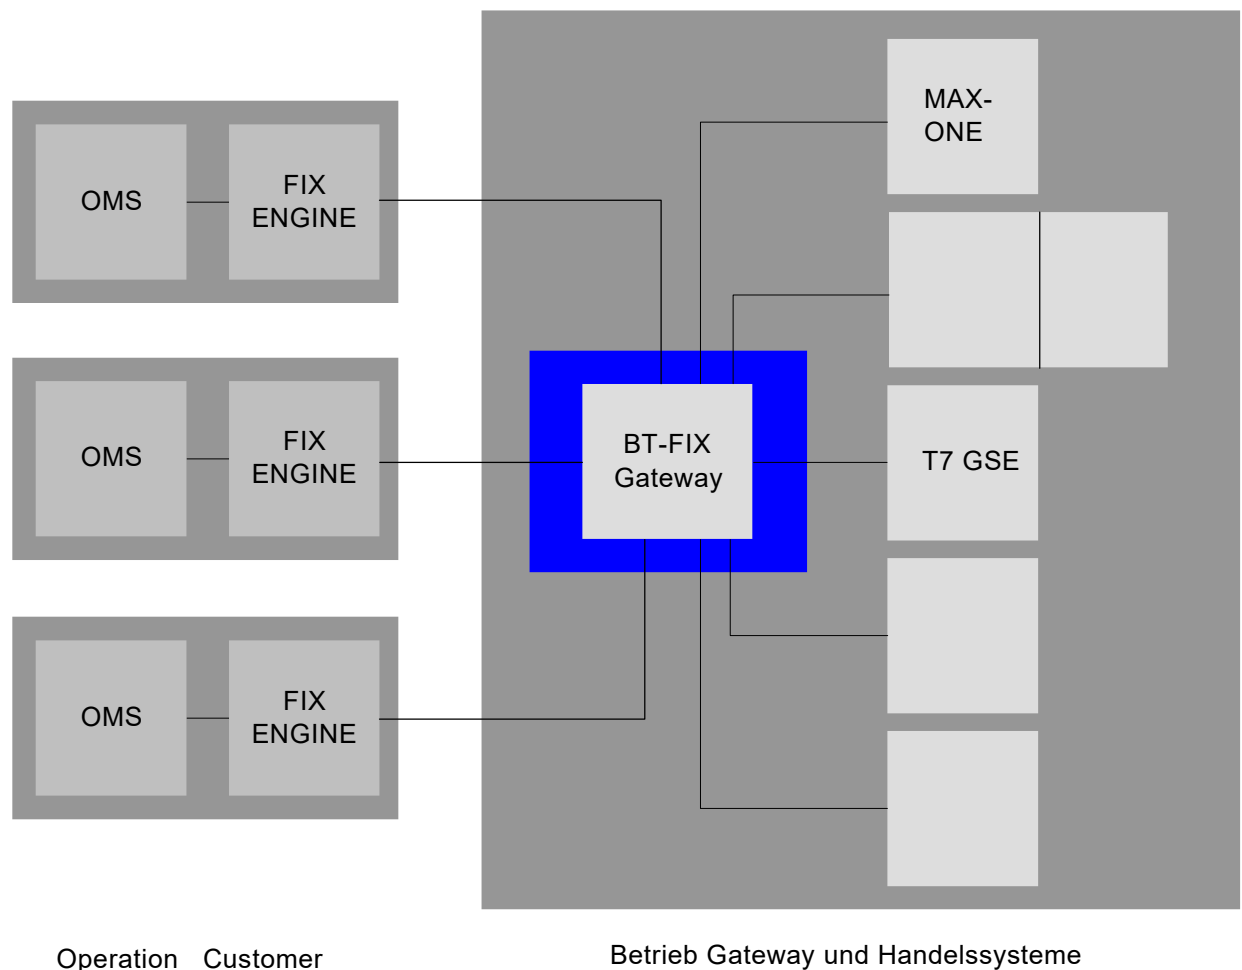 MAX-
ONE
OMS
FIX
ENGINE
OMS
FIX
ENGINE
BT-FIX
Gateway
T7 GSE
OMS
FIX
ENGINE
Operation Customer
Betrieb Gateway und Handelssysteme